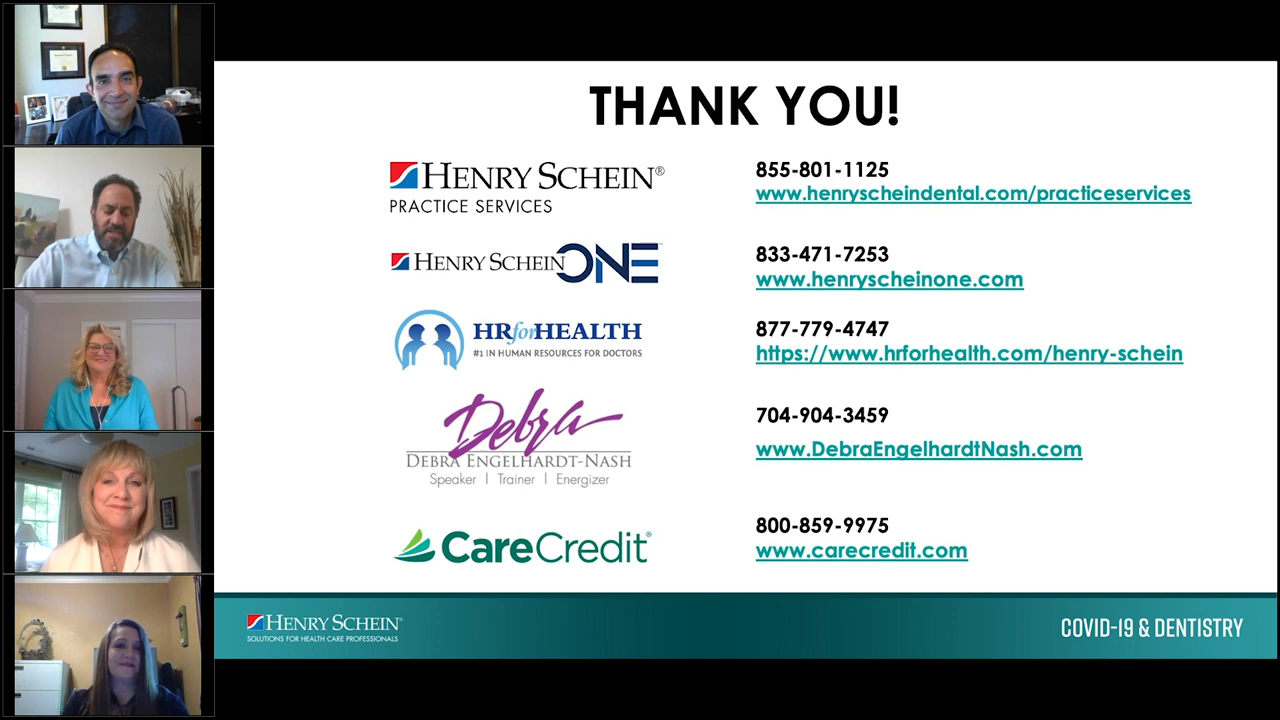 THANK YOU!
HENRY SCHEIN®
PRACTICE SERVICES
855-801-1125
www.henryscheindental.com/practiceservices
HENRY SCHEIN ONE
833-471-7253
www.henryscheinone.com
HRforHEALTH
#1 IN HUMAN RESOURCES FOR DOCTORS
877-779-4747
https://www.hrforhealth.com/henry-schein
Debra
DEBRA ENGELHARDT-NASH
Speaker | Trainer | Energizer
704-904-3459
www.DebraEngelhardtNash.com
CareCredit®
800-859-9975
www.carecredit.com
HENRY SCHEIN®
SOLUTIONS FOR HEALTH CARE PROFESSIONALS
COVID-19 & DENTISTRY